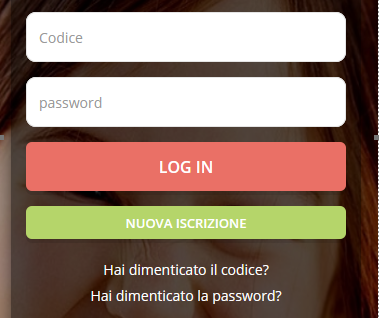 Codice
password
LOG IN
NUOVA ISCRIZIONE
Hai dimenticato il codice?
Hai dimenticato la password?